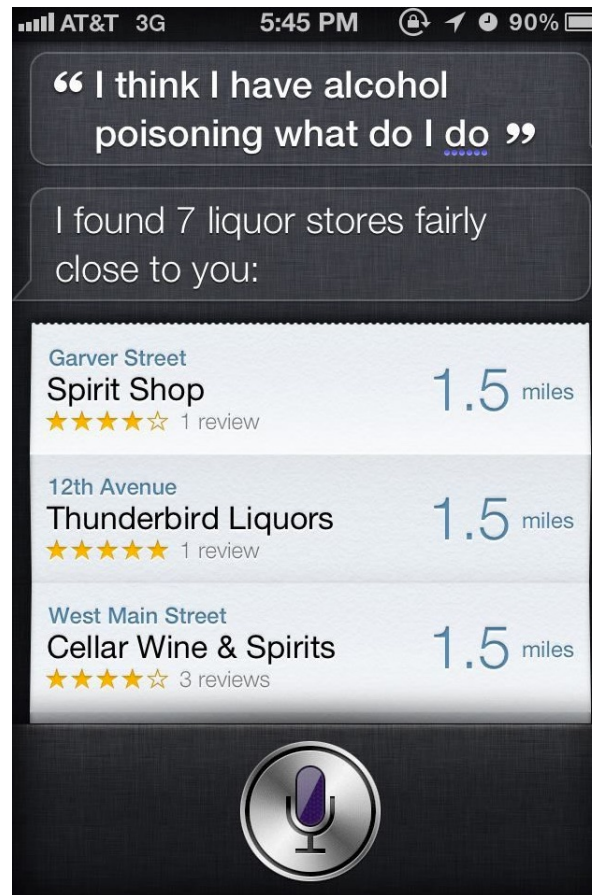 AT&T 3G 5:45 PM 90%
“ I think I have alcohol
poisoning what do I do ”
I found 7 liquor stores fairly
close to you:
Garver Street
Spirit Shop 1.5 miles
1 review
12th Avenue
Thunderbird Liquors 1.5 miles
1 review
West Main Street
Cellar Wine & Spirits 1.5 miles
3 reviews